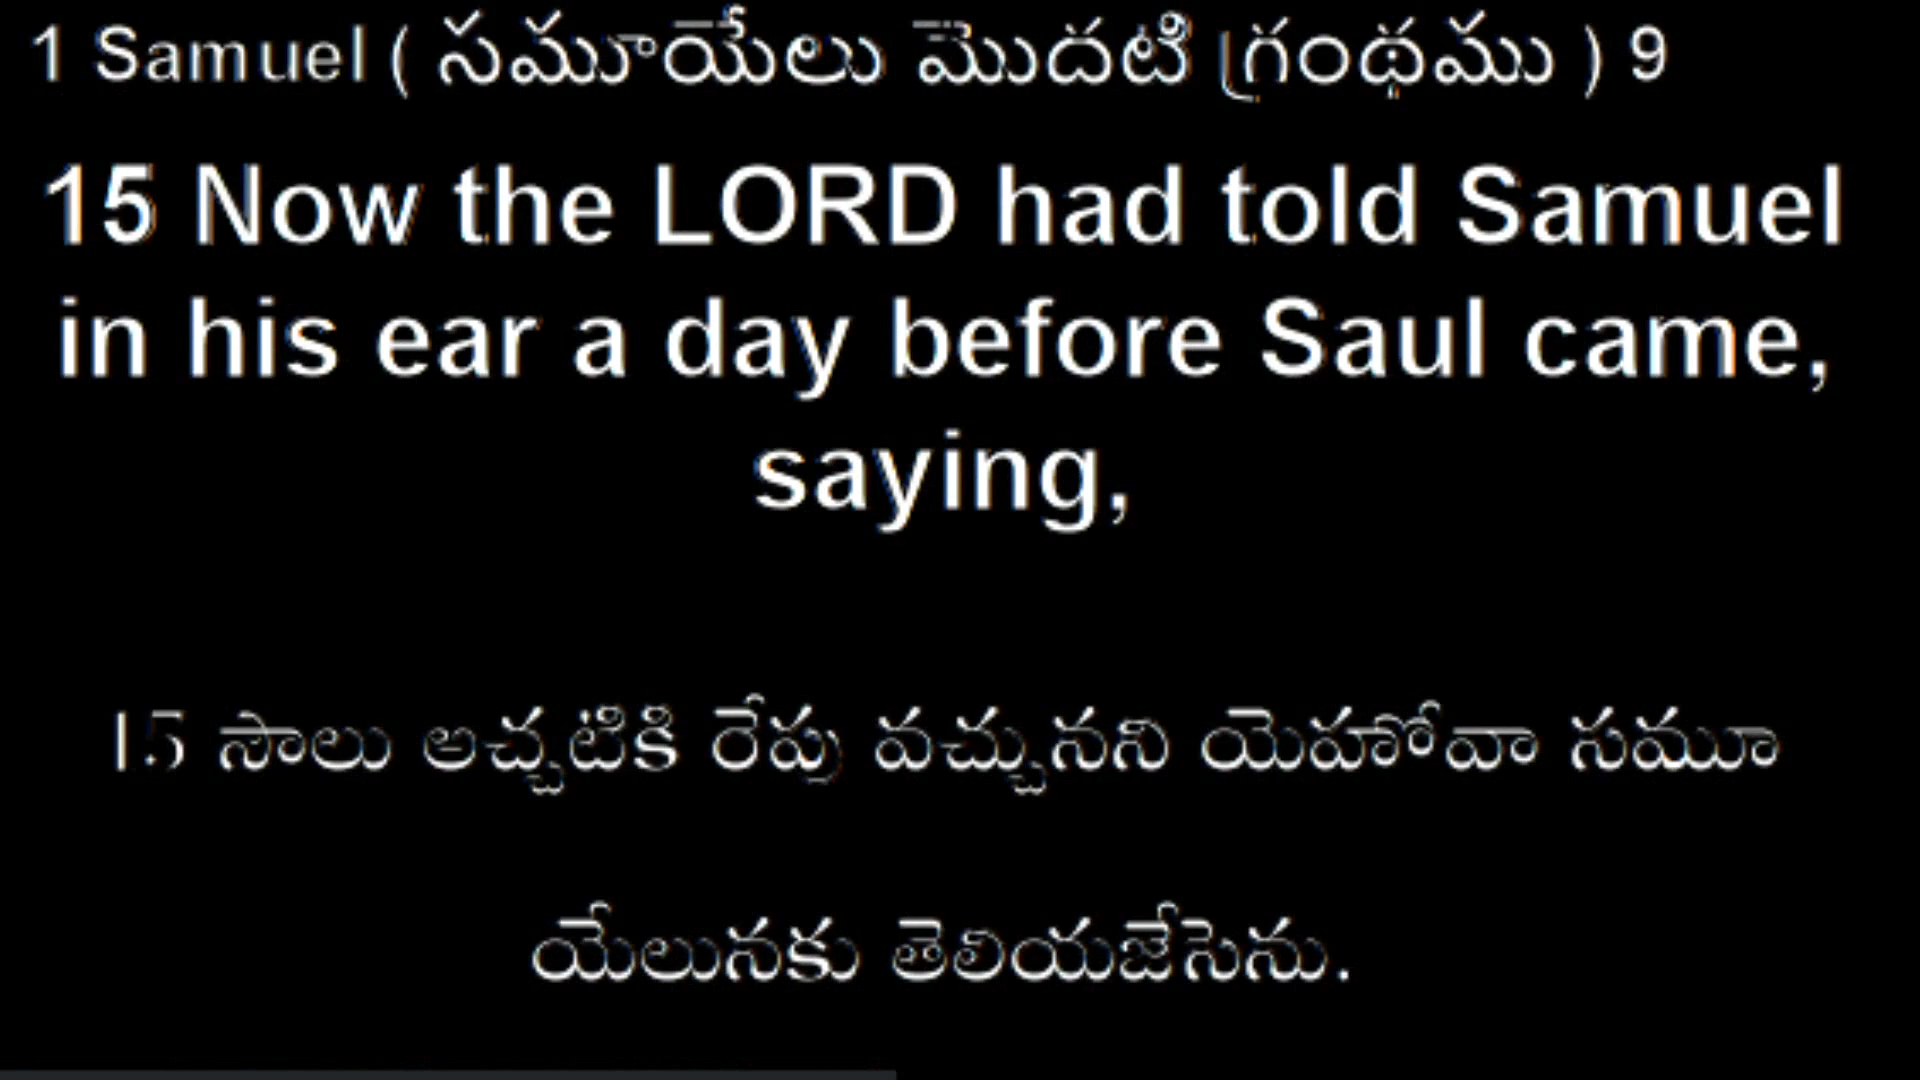 1 Samuel ( సమూయేలు మొదటి గ్రంథము ) 9
15 Now the LORD had told Samuel
in his ear a day before Saul came,
saying,
15 సౌలు అచ్చటికి రేపు వచ్చునని యెహోవా సమూ
యేలునకు తెలియజేసెను.